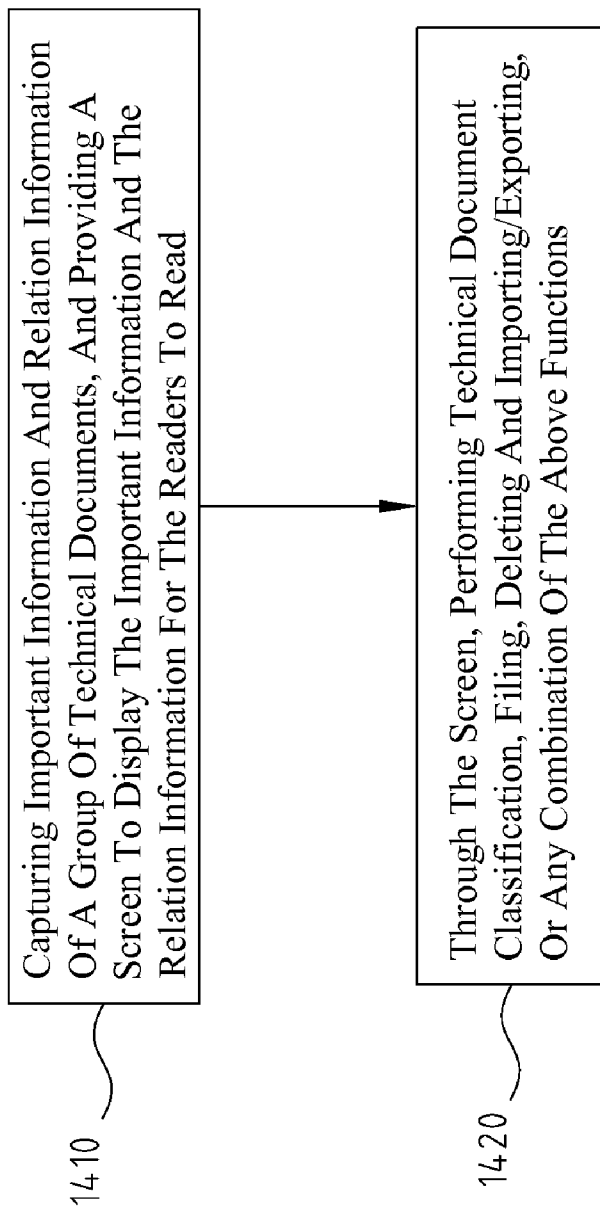 1410
Capturing Important Information And Relation Information
Of A Group Of Technical Documents, And Providing A
Screen To Display The Important Information And The
Relation Information For The Readers To Read
1420
Through The Screen, Performing Technical Document
Classification, Filing, Deleting And Importing/Exporting,
Or Any Combination Of The Above Functions